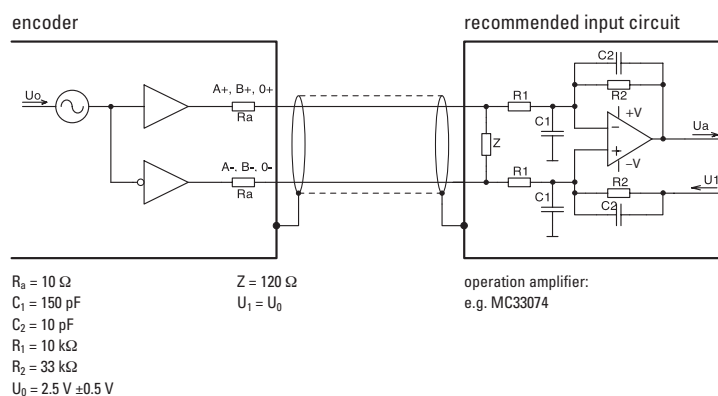 encoder
recommended input circuit
Uo
A+, B+, 0+
Ra
A-, B-, 0-
Ra
Z
R1
C1
R1
C1
C2
R2
+V
−
+
−V
Ua
R2
C2
U1
Ra = 10 Ω
C1 = 150 pF
C2 = 10 pF
R1 = 10 kΩ
R2 = 33 kΩ
U0 = 2.5 V ±0.5 V
Z = 120 Ω
U1 = U0
operation amplifier:
e.g. MC33074